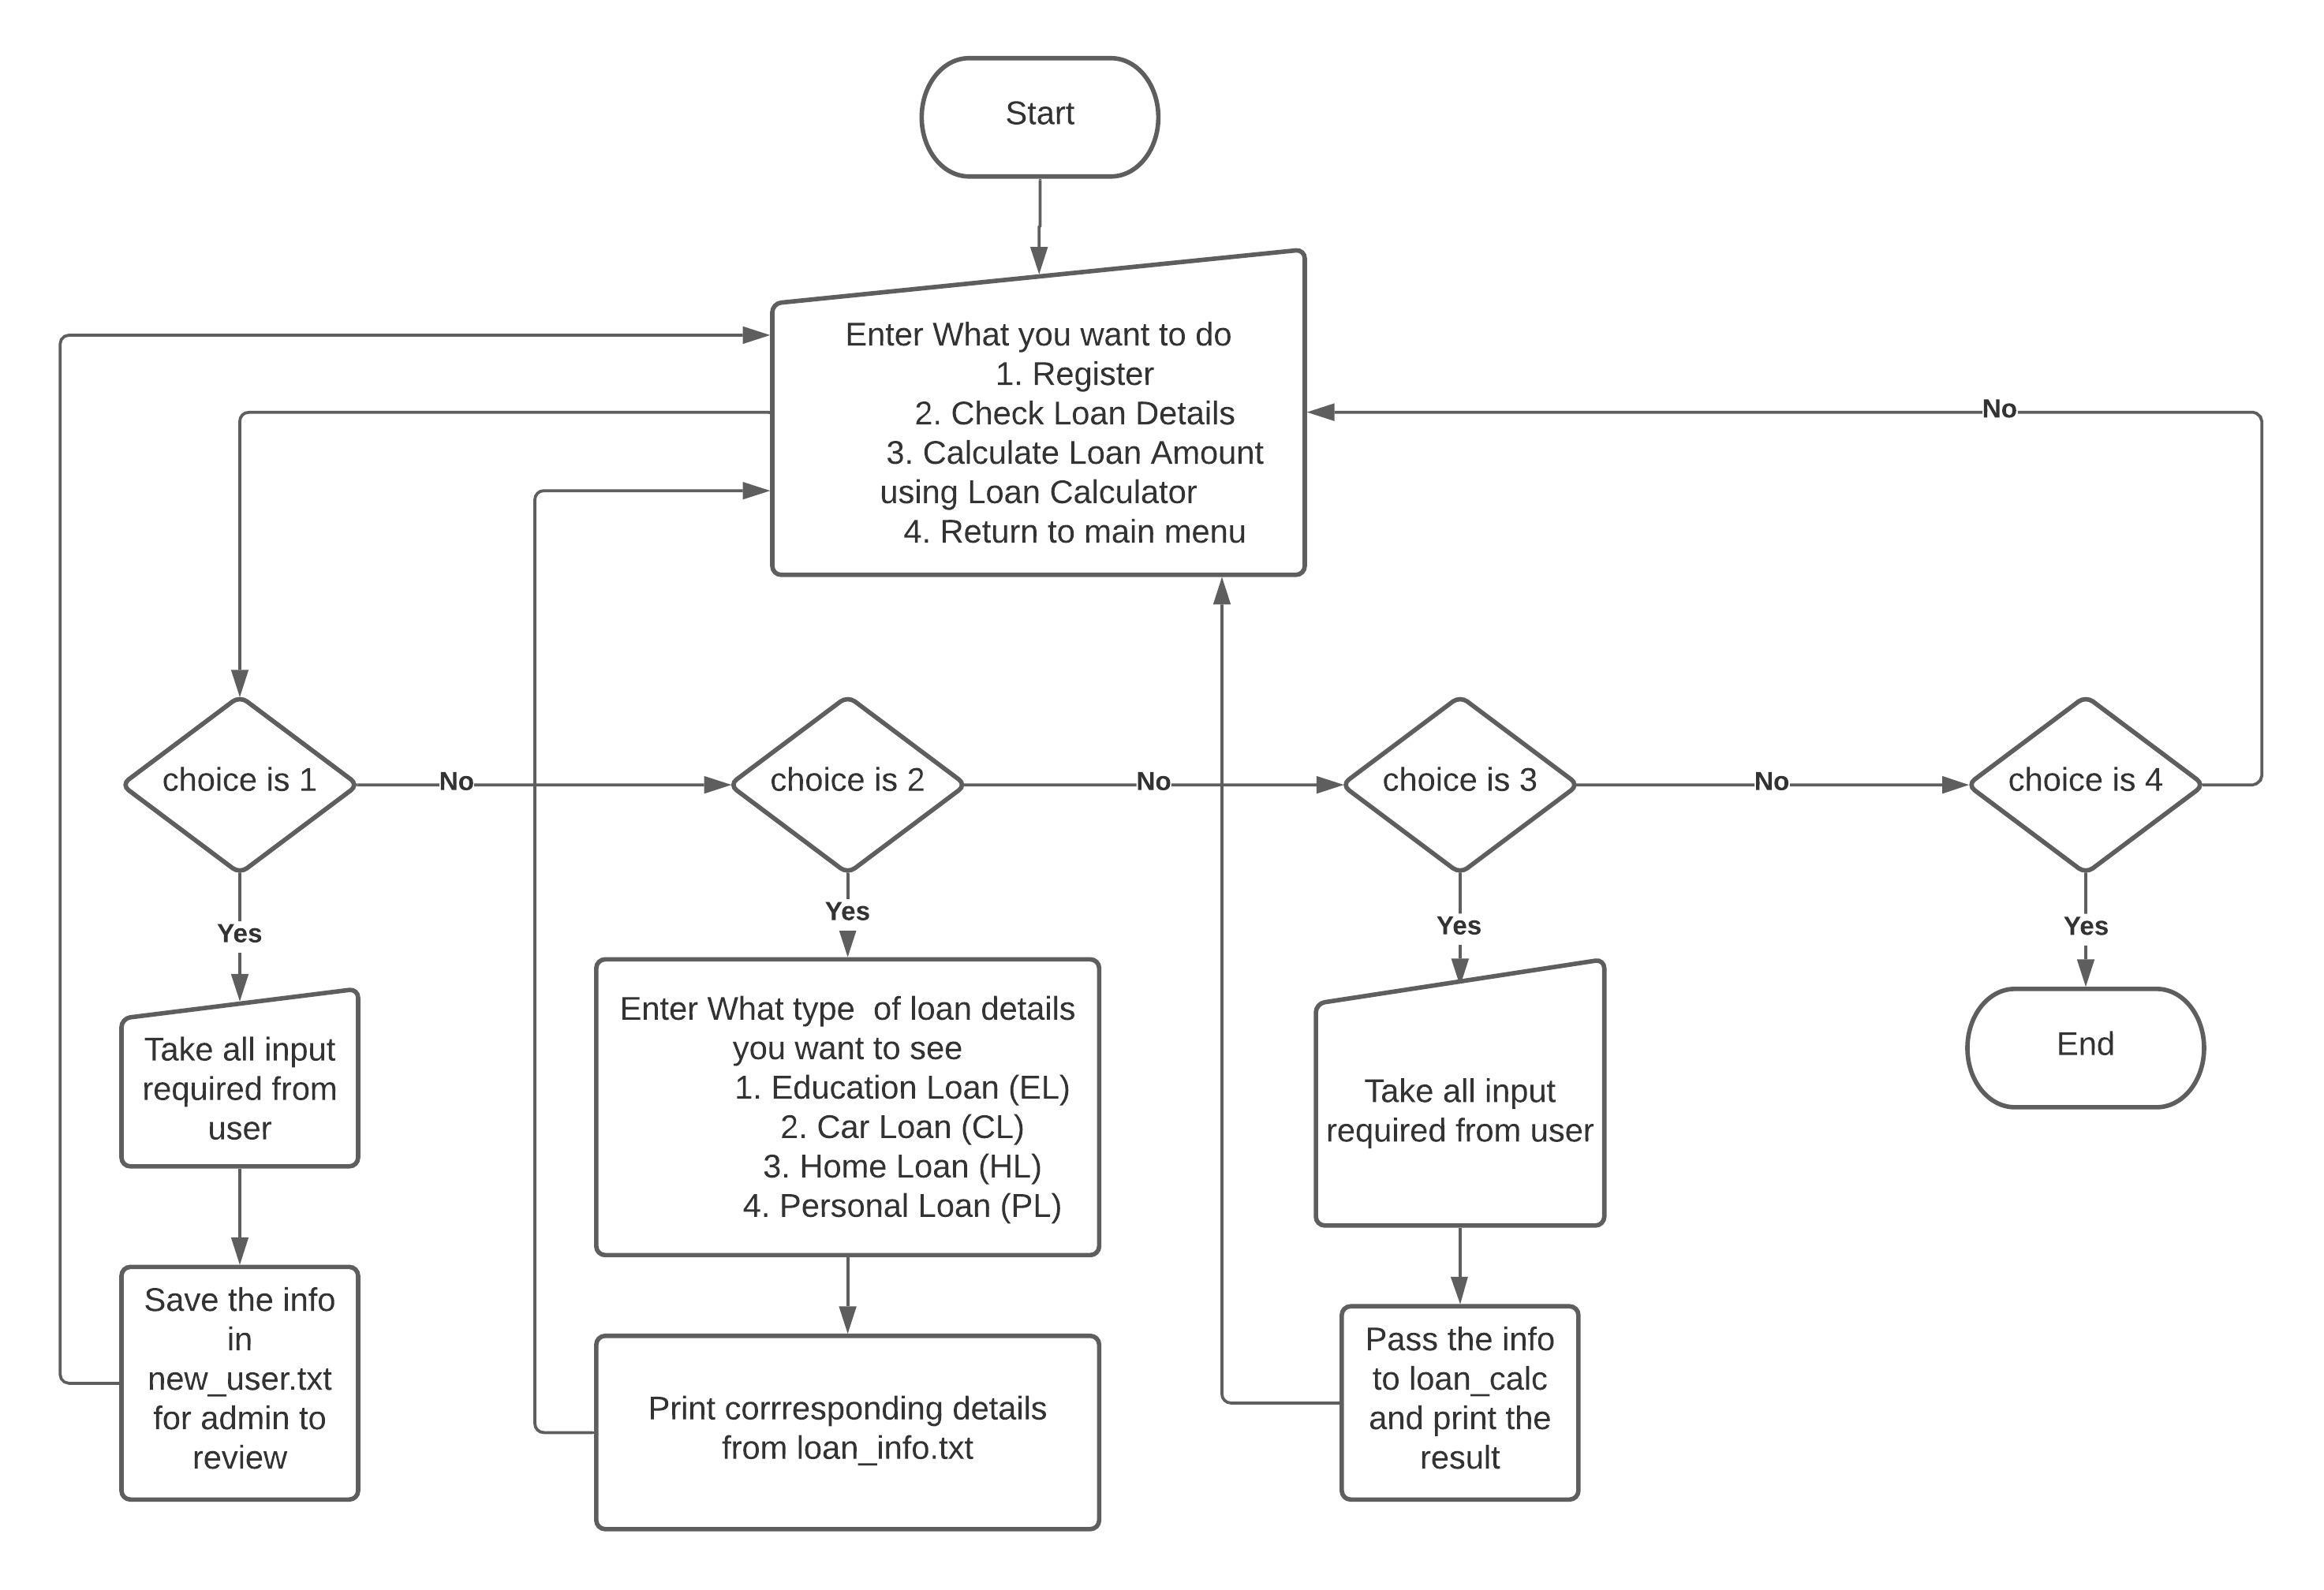 Start
Enter What you want to do
1. Register
2. Check Loan Details
3. Calculate Loan Amount
using Loan Calculator
4. Return to main menu
No
choice is 1
No
choice is 2
No
choice is 3
No
choice is 4
Yes
Yes
Yes
Yes
Take all input
required from
user
Enter What type  of loan details
you want to see
1. Education Loan (EL)
2. Car Loan (CL)
3. Home Loan (HL)
4. Personal Loan (PL)
Take all input
required from user
End
Save the info
in
new_user.txt
for admin to
review
Print corrresponding details
from loan_info.txt
Pass the info
to loan_calc
and print the
result